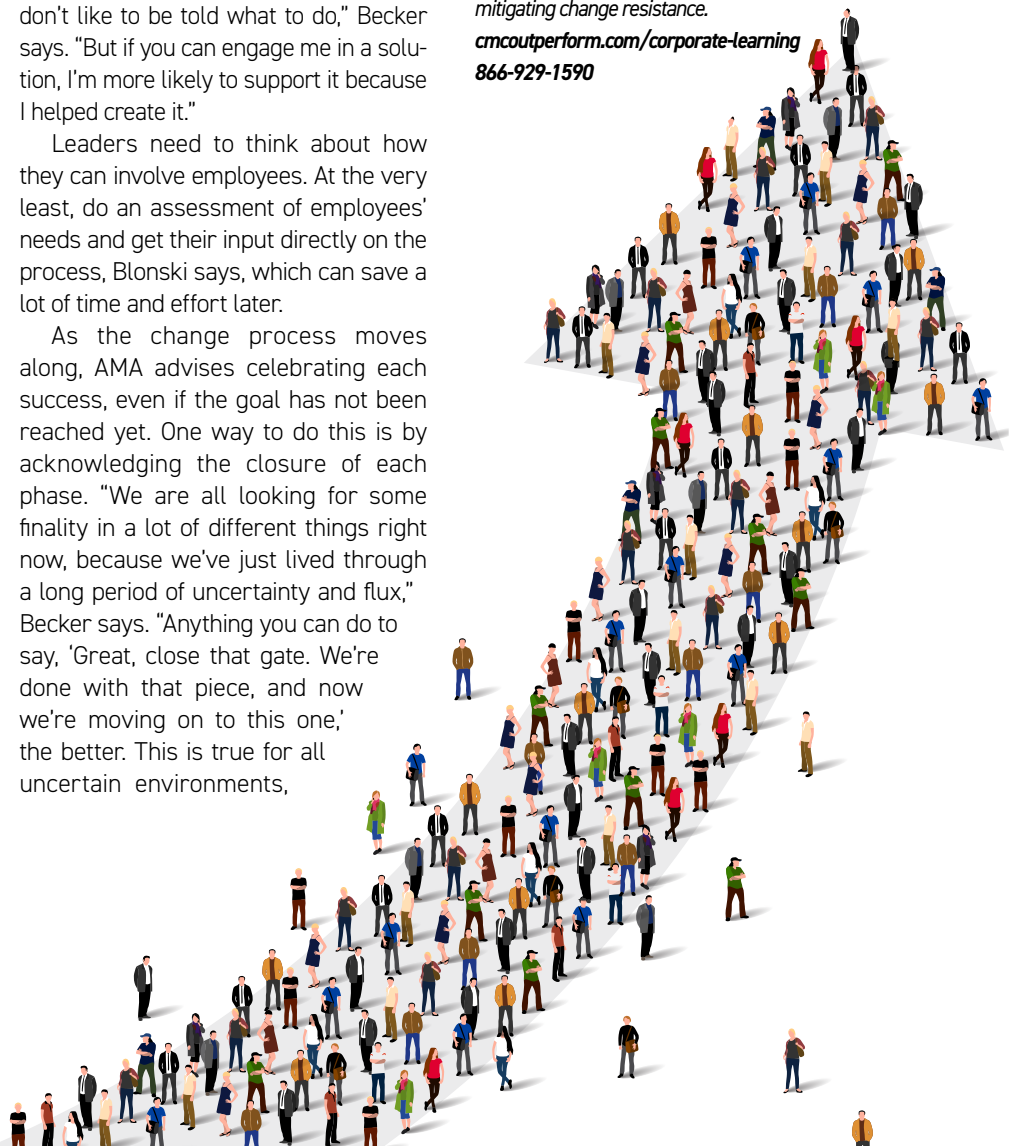 don't like to be told what to do,” Becker
says. “But if you can engage me in a solu-
tion, I'm more likely to support it because
I helped create it.”
Leaders need to think about how
they can involve employees. At the very
least, do an assessment of employees'
needs and get their input directly on the
process, Blonski says, which can save a
lot of time and effort later.
As the change process moves
along, AMA advises celebrating each
success, even if the goal has not been
reached yet. One way to do this is by
acknowledging the closure of each
phase. “We are all looking for some
finality in a lot of different things right
now, because we've just lived through
a long period of uncertainty and flux,”
Becker says. “Anything you can do to
say, ‘Great, close that gate. We're
done with that piece, and now
we're moving on to this one,’
the better. This is true for all
uncertain environments,
mitigating change resistance.
cmcoutperform.com/corporate-learning
866-929-1590